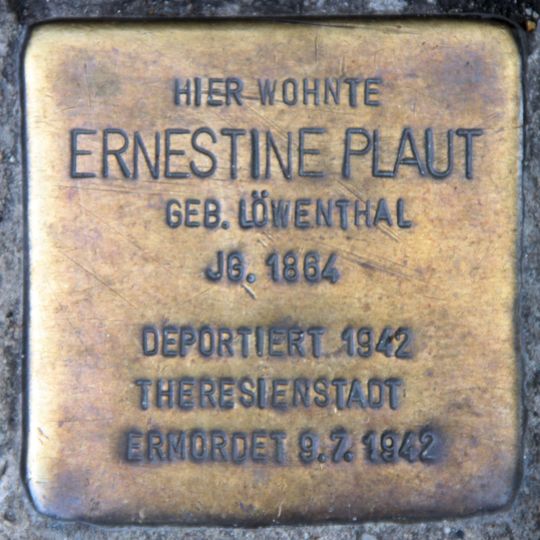 HIER WOHNTE
ERNESTINE PLAUT
GEB. LÖWENTHAL
JG. 1864
DEPORTIERT 1942
THERESIENSTADT
ERMORDET 9.7.1942